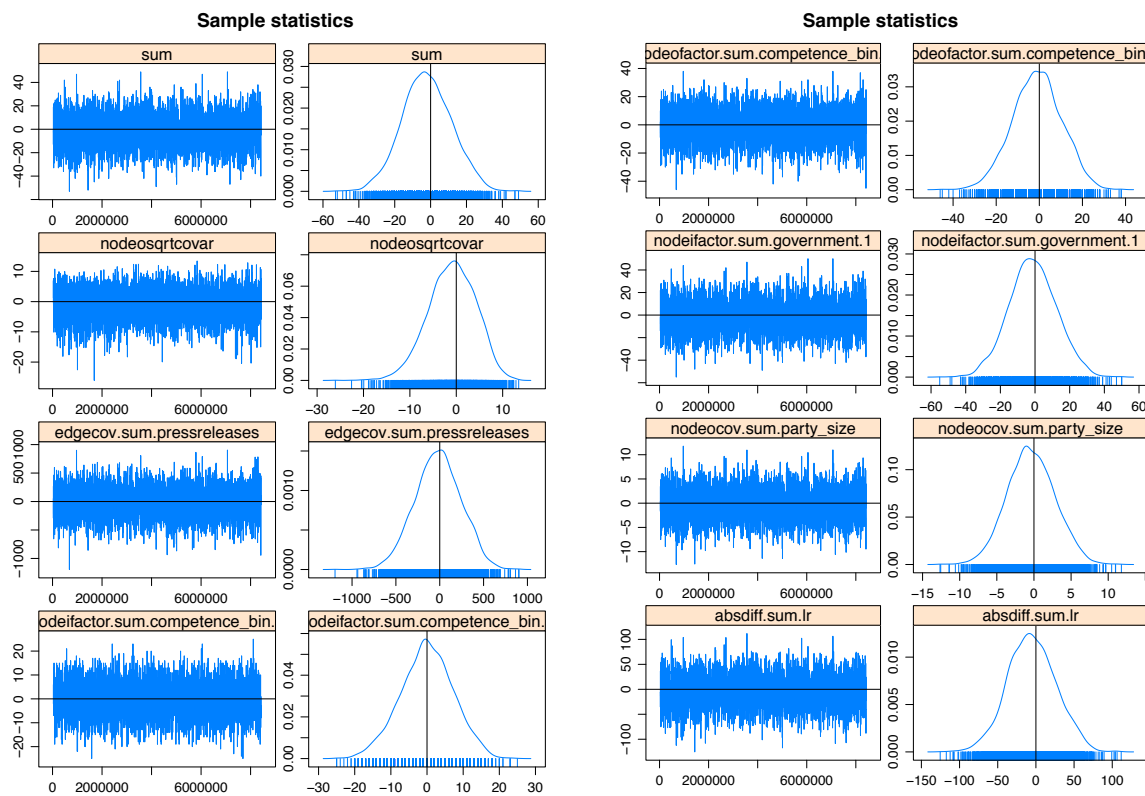 Sample statistics
sum
sum
−40 0 20 40
0.000 0.010 0.020 0.030
0 2000000 6000000
−60 −40 −20 0 20 40 60
nodeosqrtcovar
nodeosqrtcovar
−20 −10 0 10
0.00 0.02 0.04 0.06
0 2000000 6000000
−30 −20 −10 0 10
edgecov.sum.pressreleases
edgecov.sum.pressreleases
−1000 0 500 1000
0.0000 0.0010
0 2000000 6000000
−1000 −500 0 500 1000
odeifactor.sum.competence_bin.
odeifactor.sum.competence_bin.
−20 −10 0 10 20
0.00 0.02 0.04
0 2000000 6000000
−30 −20 −10 0 10 20 30
Sample statistics
odeofactor.sum.competence_bin.
odeofactor.sum.competence_bin.
−40 0 20 40
0.00 0.01 0.02 0.03
0 2000000 6000000
−40 −20 0 20 40
nodeifactor.sum.government.1
nodeifactor.sum.government.1
−40 0 20 40
0.000 0.010 0.020 0.030
0 2000000 6000000
−60 −40 −20 0 20 40 60
nodeocov.sum.party_size
nodeocov.sum.party_size
−10 −5 0 5 10
0.00 0.05 0.10
0 2000000 6000000
−15 −10 −5 0 5 10 15
absdiff.sum.lr
absdiff.sum.lr
−100 0 50 100
0.000 0.005 0.010
0 2000000 6000000
−150 −100 −50 0 50 100